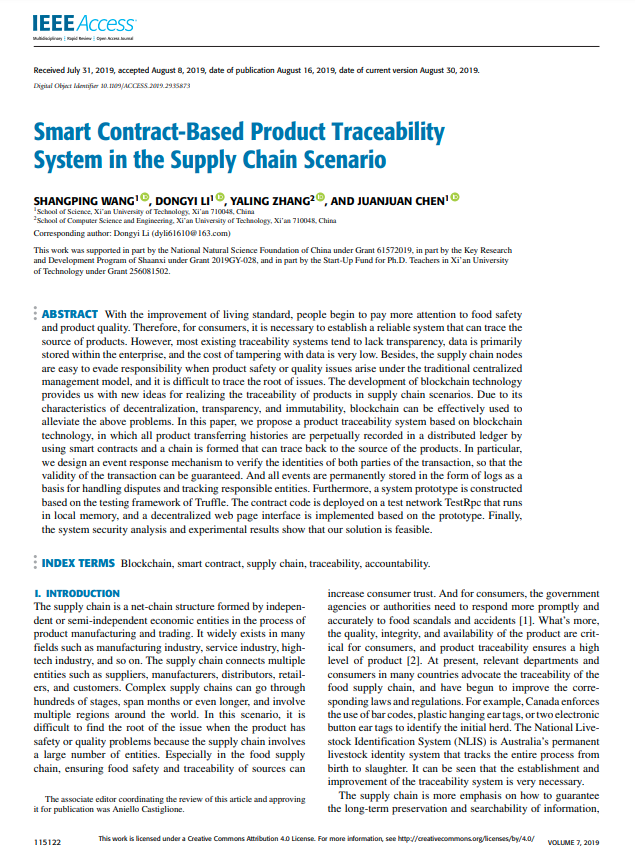 IEEE Access
Multidisciplinary | Rapid Review | Open Access Journal
Received July 31, 2019, accepted August 8, 2019, date of publication August 16, 2019, date of current version August 30, 2019.
Digital Object Identifier 10.1109/ACCESS.2019.2935873
Smart Contract-Based Product Traceability
System in the Supply Chain Scenario
SHANGPING WANG1, DONGYI LI1, YALING ZHANG2, AND JUANJUAN CHEN1
1School of Science, Xi'an University of Technology, Xi'an 710048, China
2School of Computer Science and Engineering, Xi'an University of Technology, Xi'an 710048, China
Corresponding author: Dongyi Li (dyli61610@163.com)
This work was supported in part by the National Natural Science Foundation of China under Grant 61572019, in part by the Key Research
and Development Program of Shaanxi under Grant 2019GY-028, and in part by the Start-Up Fund for Ph.D. Teachers in Xi'an University
of Technology under Grant 256081502.
ABSTRACT With the improvement of living standard, people begin to pay more attention to food safety
and product quality. Therefore, for consumers, it is necessary to establish a reliable system that can trace the
source of products. However, most existing traceability systems tend to lack transparency, data is primarily
stored within the enterprise, and the cost of tampering with data is very low. Besides, the supply chain nodes
are easy to evade responsibility when product safety or quality issues arise under the traditional centralized
management model, and it is difficult to trace the root of issues. The development of blockchain technology
provides us with new ideas for realizing the traceability of products in supply chain scenarios. Due to its
characteristics of decentralization, transparency, and immutability, blockchain can be effectively used to
alleviate the above problems. In this paper, we propose a product traceability system based on blockchain
technology, in which all product transferring histories are perpetually recorded in a distributed ledger by
using smart contracts and a chain is formed that can trace back to the source of the products. In particular,
we design an event response mechanism to verify the identities of both parties of the transaction, so that the
validity of the transaction can be guaranteed. And all events are permanently stored in the form of logs as a
basis for handling disputes and tracking responsible entities. Furthermore, a system prototype is constructed
based on the testing framework of Truffle. The contract code is deployed on a test network TestRpc that runs
in local memory, and a decentralized web page interface is implemented based on the prototype. Finally,
the system security analysis and experimental results show that our solution is feasible.
INDEX TERMS Blockchain, smart contract, supply chain, traceability, accountability.
I. INTRODUCTION
The supply chain is a net-chain structure formed by indepen-
dent or semi-independent economic entities in the process of
product manufacturing and trading. It widely exists in many
fields such as manufacturing industry, service industry, high-
tech industry, and so on. The supply chain connects multiple
entities such as suppliers, manufacturers, distributors, retail-
ers, and customers. Complex supply chains can go through
hundreds of stages, span months or even longer, and involve
multiple regions around the world. In this scenario, it is
difficult to find the root of the issue when the product has
safety or quality problems because the supply chain involves
a large number of entities. Especially in the food supply
chain, ensuring food safety and traceability of sources can
The associate editor coordinating the review of this article and approving
it for publication was Aniello Castiglione.
increase consumer trust. And for consumers, the government
agencies or authorities need to respond more promptly and
accurately to food scandals and accidents [1]. What's more,
the quality, integrity, and availability of the product are crit-
ical for consumers, and product traceability ensures a high
level of product [2]. At present, relevant departments and
consumers in many countries advocate the traceability of the
food supply chain, and have begun to improve the corre-
sponding laws and regulations. For example, Canada enforces
the use of bar codes, plastic hanging ear tags, or two electronic
button ear tags to identify the initial herd. The National Live-
stock Identification System (NLIS) is Australia's permanent
livestock identity system that tracks the entire process from
birth to slaughter. It can be seen that the establishment and
improvement of the traceability system is very necessary.
The supply chain is more emphasis on how to guarantee
the long-term preservation and searchability of information,
115122
This work is licensed under a Creative Commons Attribution 4.0 License. For more information, see http://creativecommons.org/licenses/by/4.0/
VOLUME 7, 2019